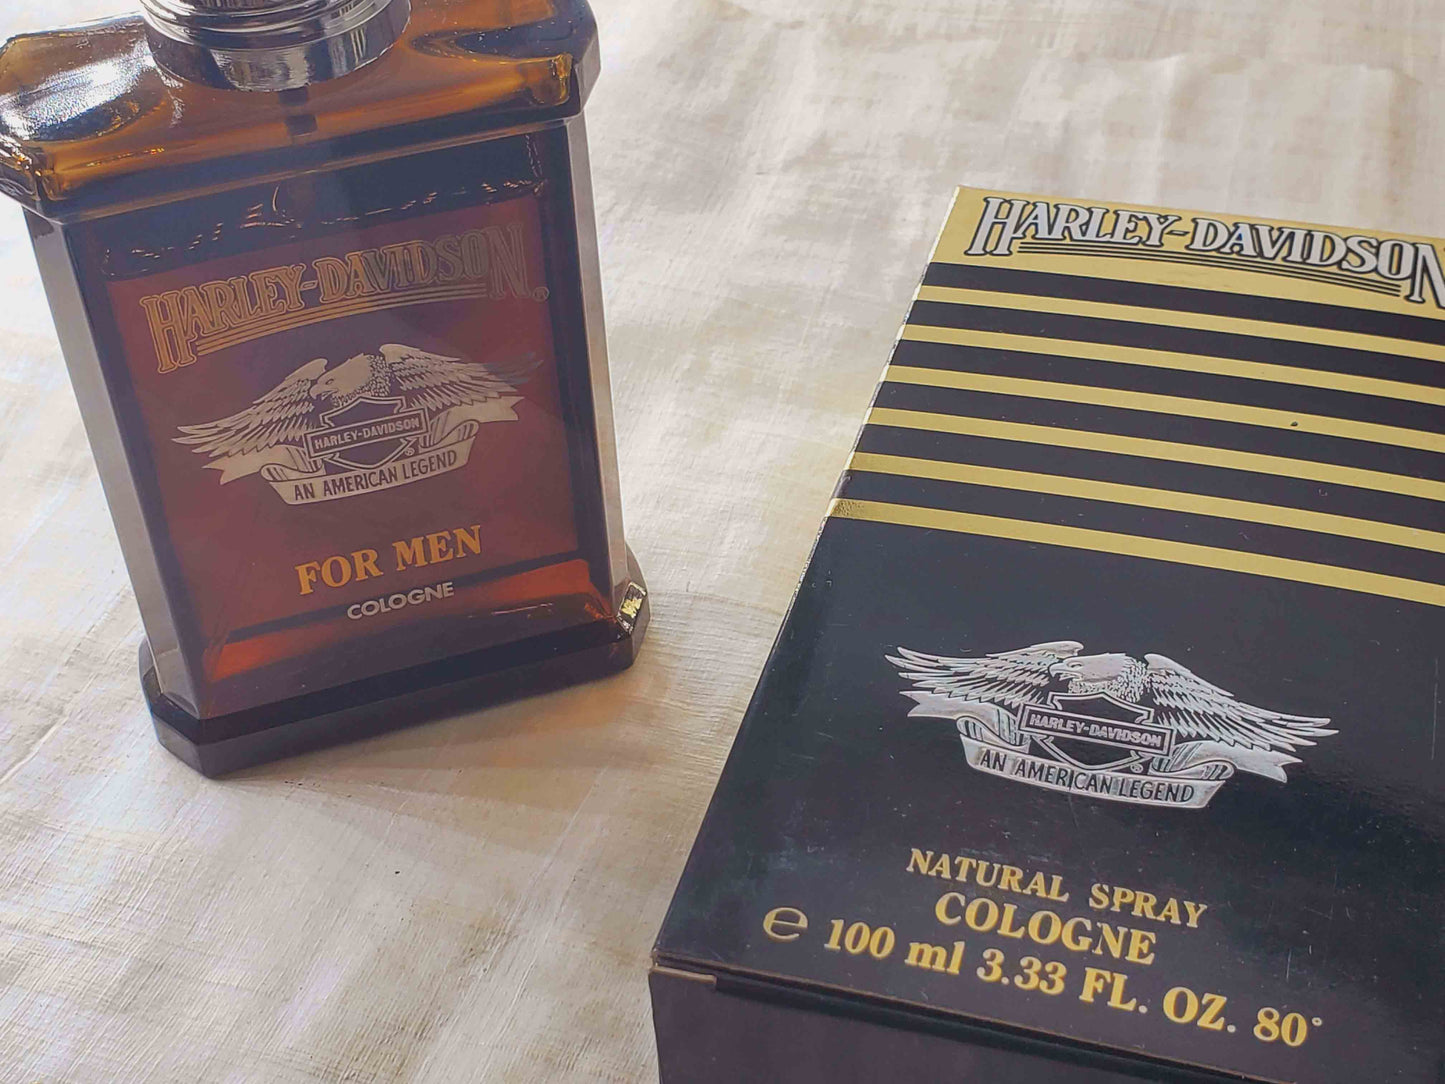 HARLEY-DAVIDSON®
HARLEY-DAVIDSON®
AN AMERICAN LEGEND
FOR MEN
COLOGNE
HARLEY-DAVIDSON
HARLEY-DAVIDSON®
AN AMERICAN LEGEND
NATURAL SPRAY
COLOGNE
℮ 100 ml 3.33 FL. OZ. 80°